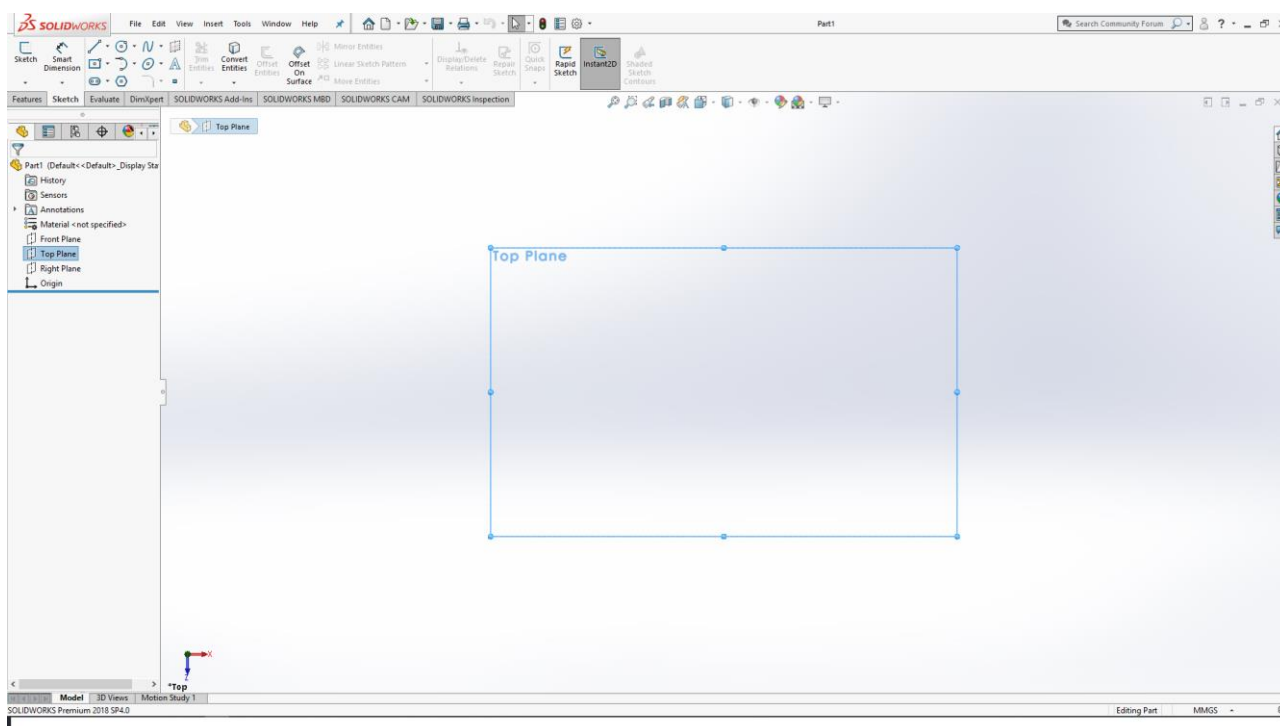 SOLIDWORKS File Edit View Insert Tools Window Help Part1 Search Community Forum ?
Sketch Smart Dimension Trim Entities Convert Entities Offset Entities Offset On Surface Mirror Entities Linear Sketch Pattern Move Entities Display/Delete Relations Repair Sketch Quick Snaps Rapid Sketch Instant2D Shaded Sketch Contours
Features Sketch Evaluate DimXpert SOLIDWORKS Add-Ins SOLIDWORKS MBD SOLIDWORKS CAM SOLIDWORKS Inspection
Top Plane
Part1 (Default<<Default>_Display Sta
History
Sensors
Annotations
Material <not specified>
Front Plane
Top Plane
Right Plane
Origin
Top Plane
X
Z
*Top
Model 3D Views Motion Study 1
SOLIDWORKS Premium 2018 SP4.0 Editing Part MMGS